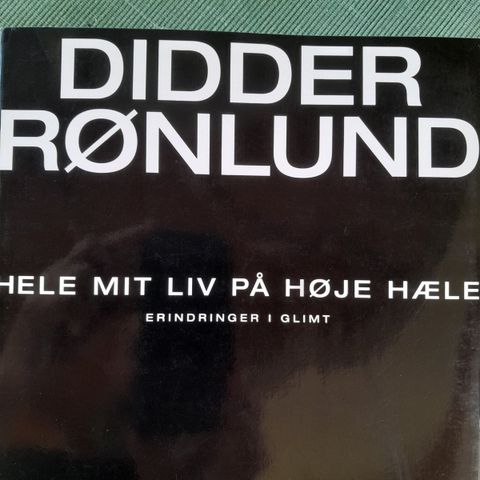 DIDDER
RØNLUND
HELE MIT LIV PÅ HØJE HÆLE
ERINDRINGER I GLIMT